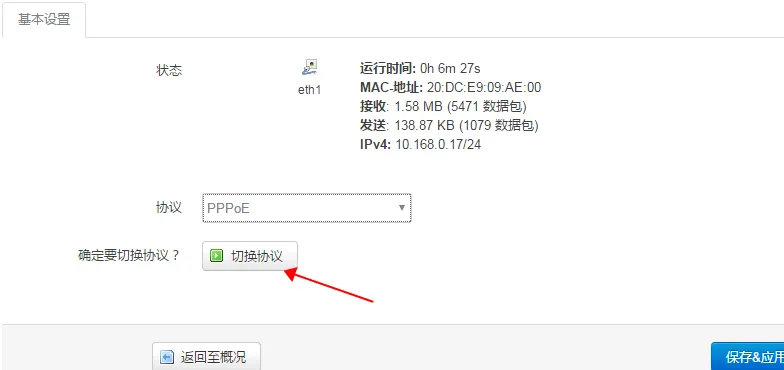 基本设置
状态
eth1
运行时间: 0h 6m 27s
MAC-地址: 20:DC:E9:09:AE:00
接收: 1.58 MB (5471 数据包)
发送: 138.87 KB (1079 数据包)
IPv4: 10.168.0.17/24
协议
PPPoE
确定要切换协议？
切换协议
返回至概况
保存&应用